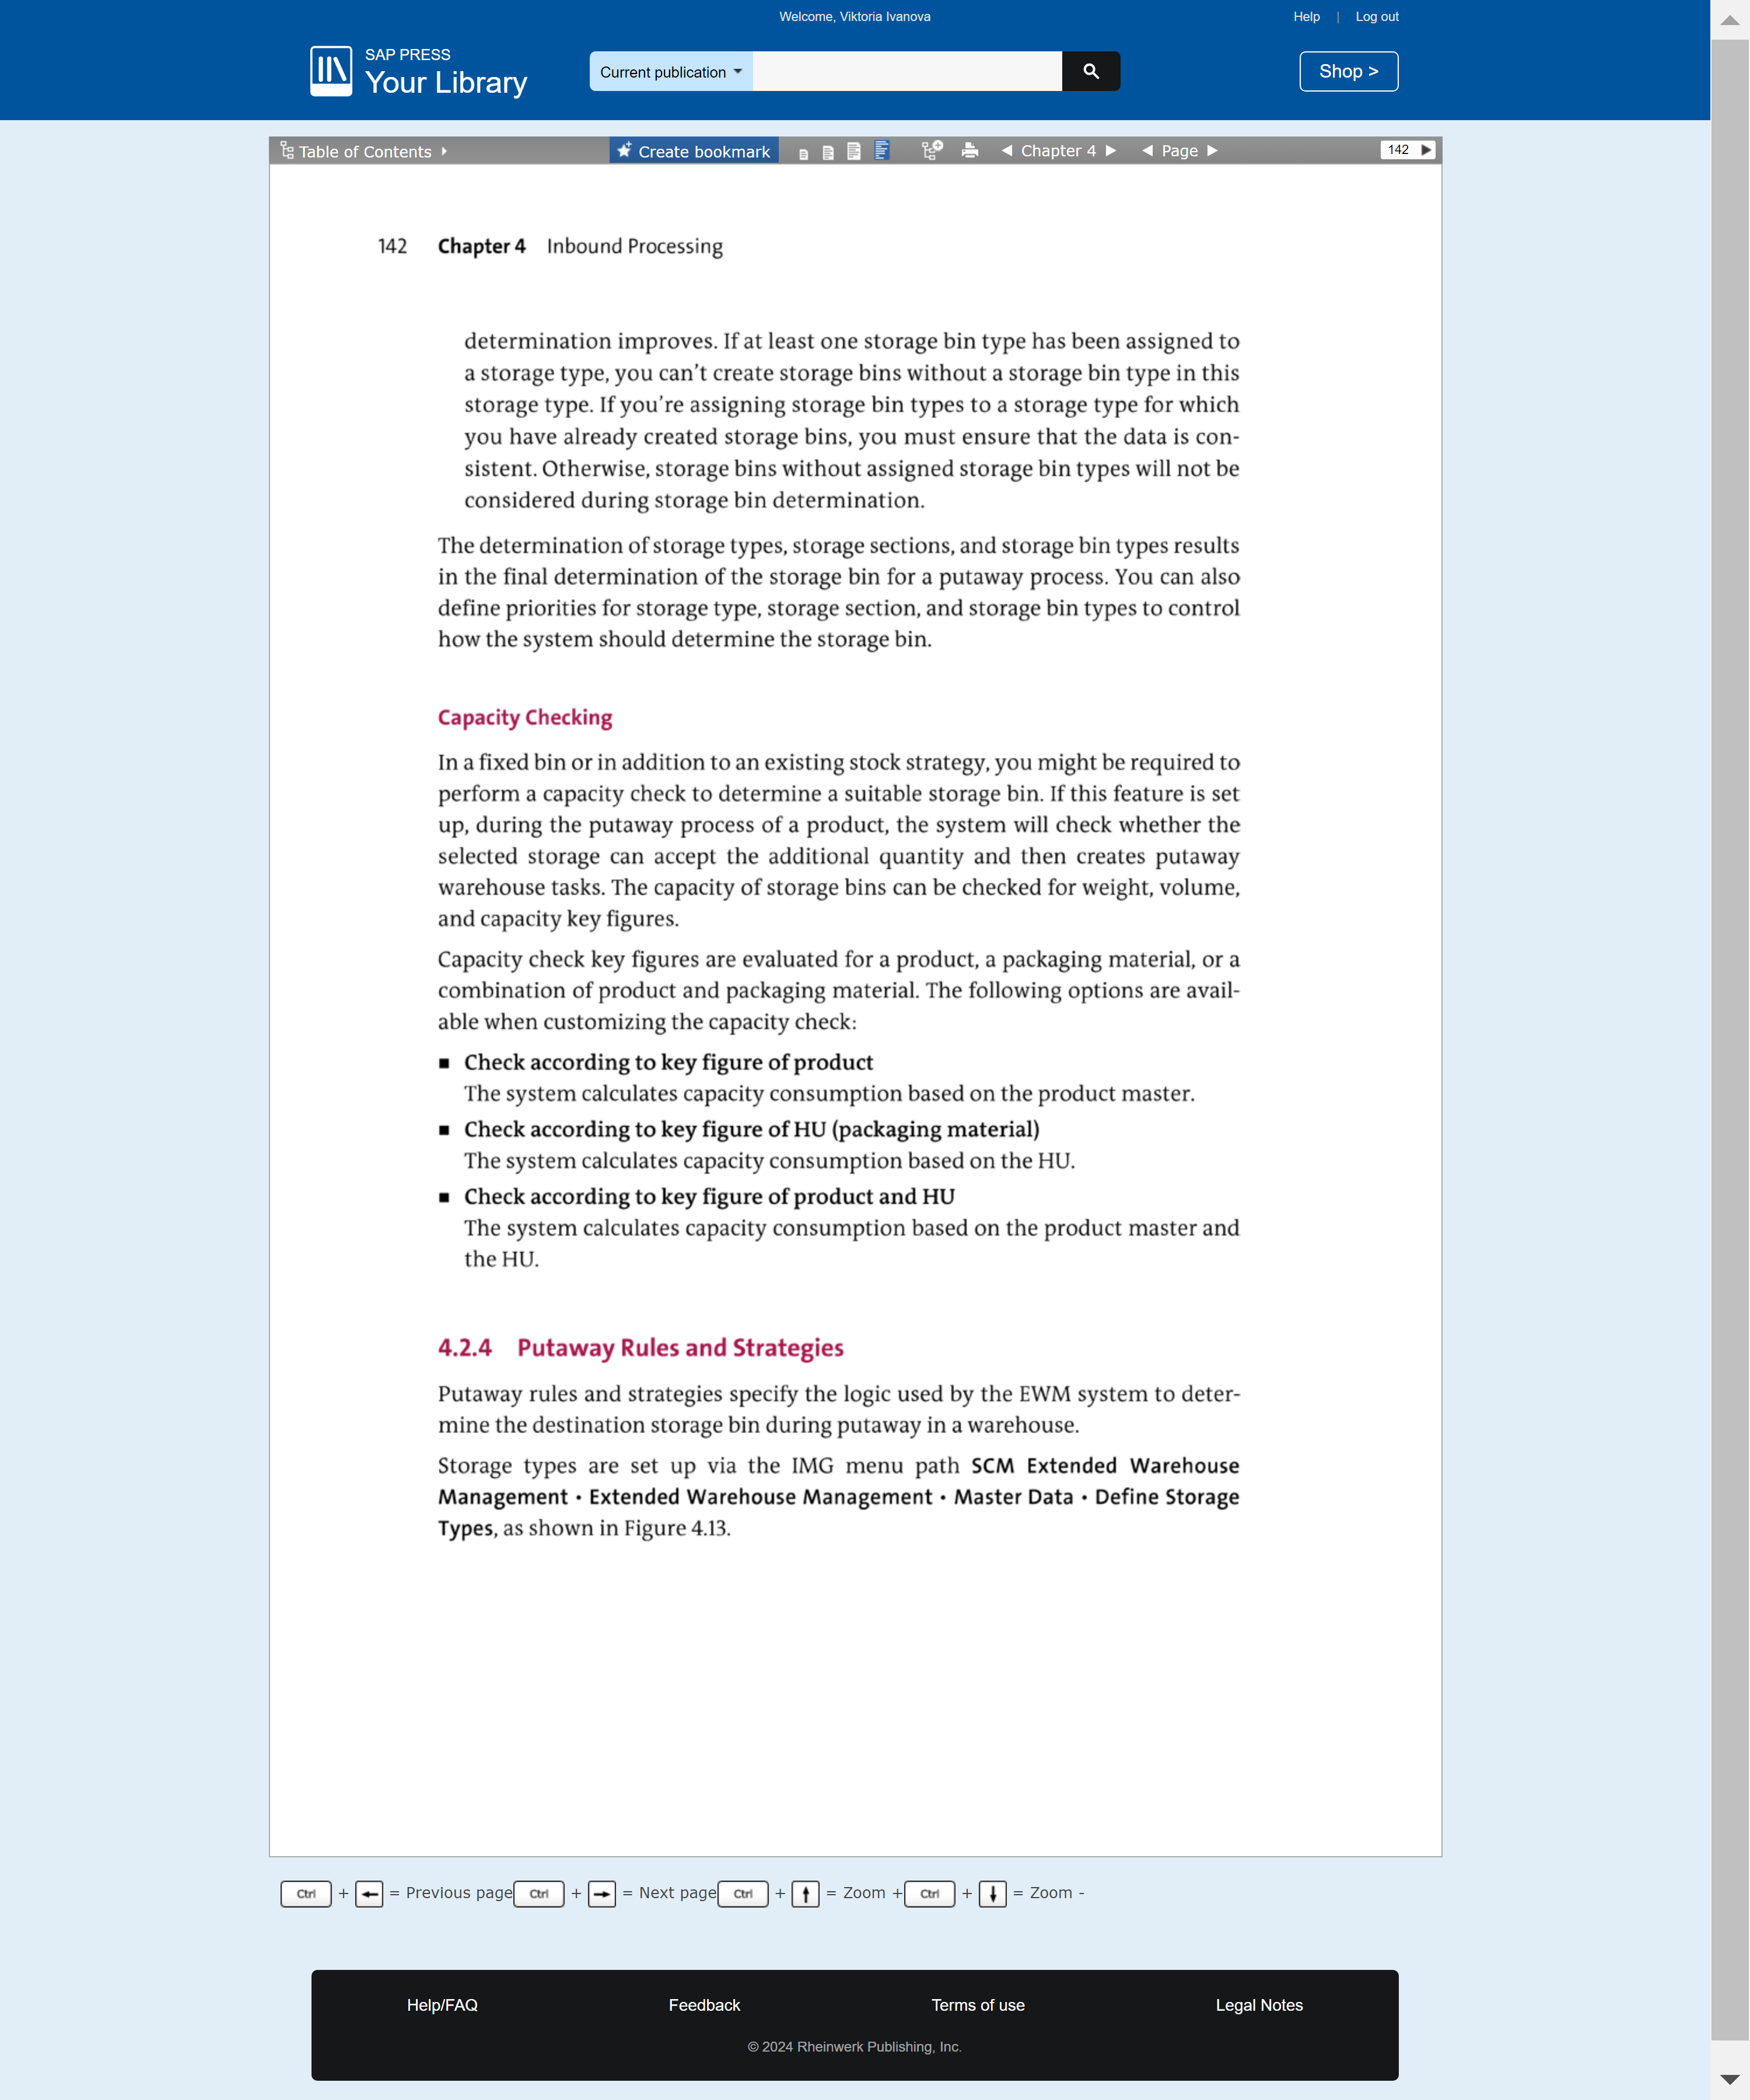 Welcome, Viktoria Ivanova
Help | Log out
SAP PRESS
Your Library
Current publication
Shop >
Table of Contents
Create bookmark
Chapter 4
Page
142
142 Chapter 4 Inbound Processing
determination improves. If at least one storage bin type has been assigned to
a storage type, you can’t create storage bins without a storage bin type in this
storage type. If you’re assigning storage bin types to a storage type for which
you have already created storage bins, you must ensure that the data is con-
sistent. Otherwise, storage bins without assigned storage bin types will not be
considered during storage bin determination.
The determination of storage types, storage sections, and storage bin types results
in the final determination of the storage bin for a putaway process. You can also
define priorities for storage type, storage section, and storage bin types to control
how the system should determine the storage bin.
Capacity Checking
In a fixed bin or in addition to an existing stock strategy, you might be required to
perform a capacity check to determine a suitable storage bin. If this feature is set
up, during the putaway process of a product, the system will check whether the
selected storage can accept the additional quantity and then creates putaway
warehouse tasks. The capacity of storage bins can be checked for weight, volume,
and capacity key figures.
Capacity check key figures are evaluated for a product, a packaging material, or a
combination of product and packaging material. The following options are avail-
able when customizing the capacity check:
■ Check according to key figure of product
The system calculates capacity consumption based on the product master.
■ Check according to key figure of HU (packaging material)
The system calculates capacity consumption based on the HU.
■ Check according to key figure of product and HU
The system calculates capacity consumption based on the product master and
the HU.
4.2.4 Putaway Rules and Strategies
Putaway rules and strategies specify the logic used by the EWM system to deter-
mine the destination storage bin during putaway in a warehouse.
Storage types are set up via the IMG menu path SCM Extended Warehouse
Management • Extended Warehouse Management • Master Data • Define Storage
Types, as shown in Figure 4.13.
Ctrl + ← = Previous page Ctrl + → = Next page Ctrl + ↑ = Zoom + Ctrl + ↓ = Zoom -
Help/FAQ
Feedback
Terms of use
Legal Notes
© 2024 Rheinwerk Publishing, Inc.